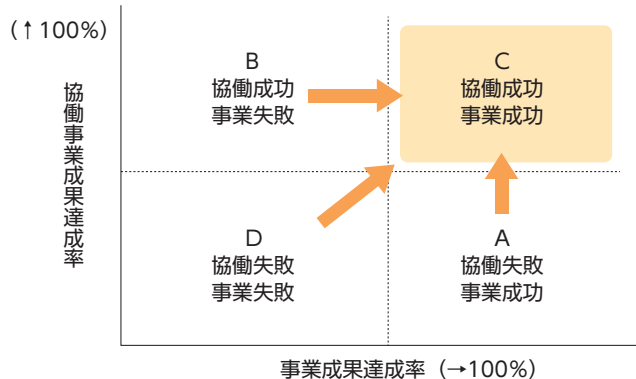 (↑100%)
協働事業成果達成率
B
協働成功
事業失敗
C
協働成功
事業成功
D
協働失敗
事業失敗
A
協働失敗
事業成功
事業成果達成率(→100%)